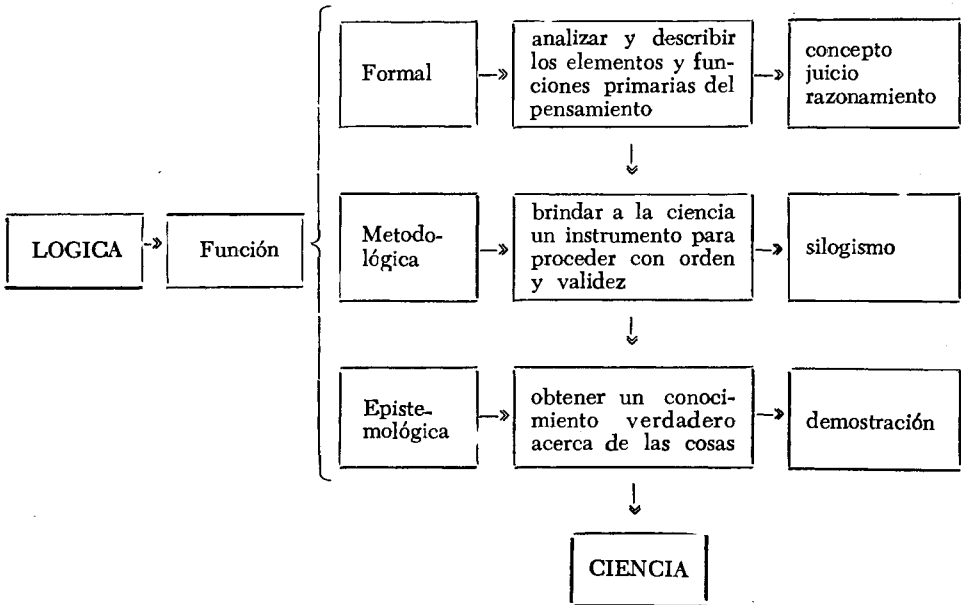 Formal
analizar y describir
los elementos y fun-
ciones primarias del
pensamiento
concepto
juicio
razonamiento
LOGICA
Función
Metodo-
lógica
brindar a la ciencia
un instrumento para
proceder con orden
y validez
silogismo
Episte-
mológica
obtener un conoci-
miento verdadero
acerca de las cosas
demostración
CIENCIA